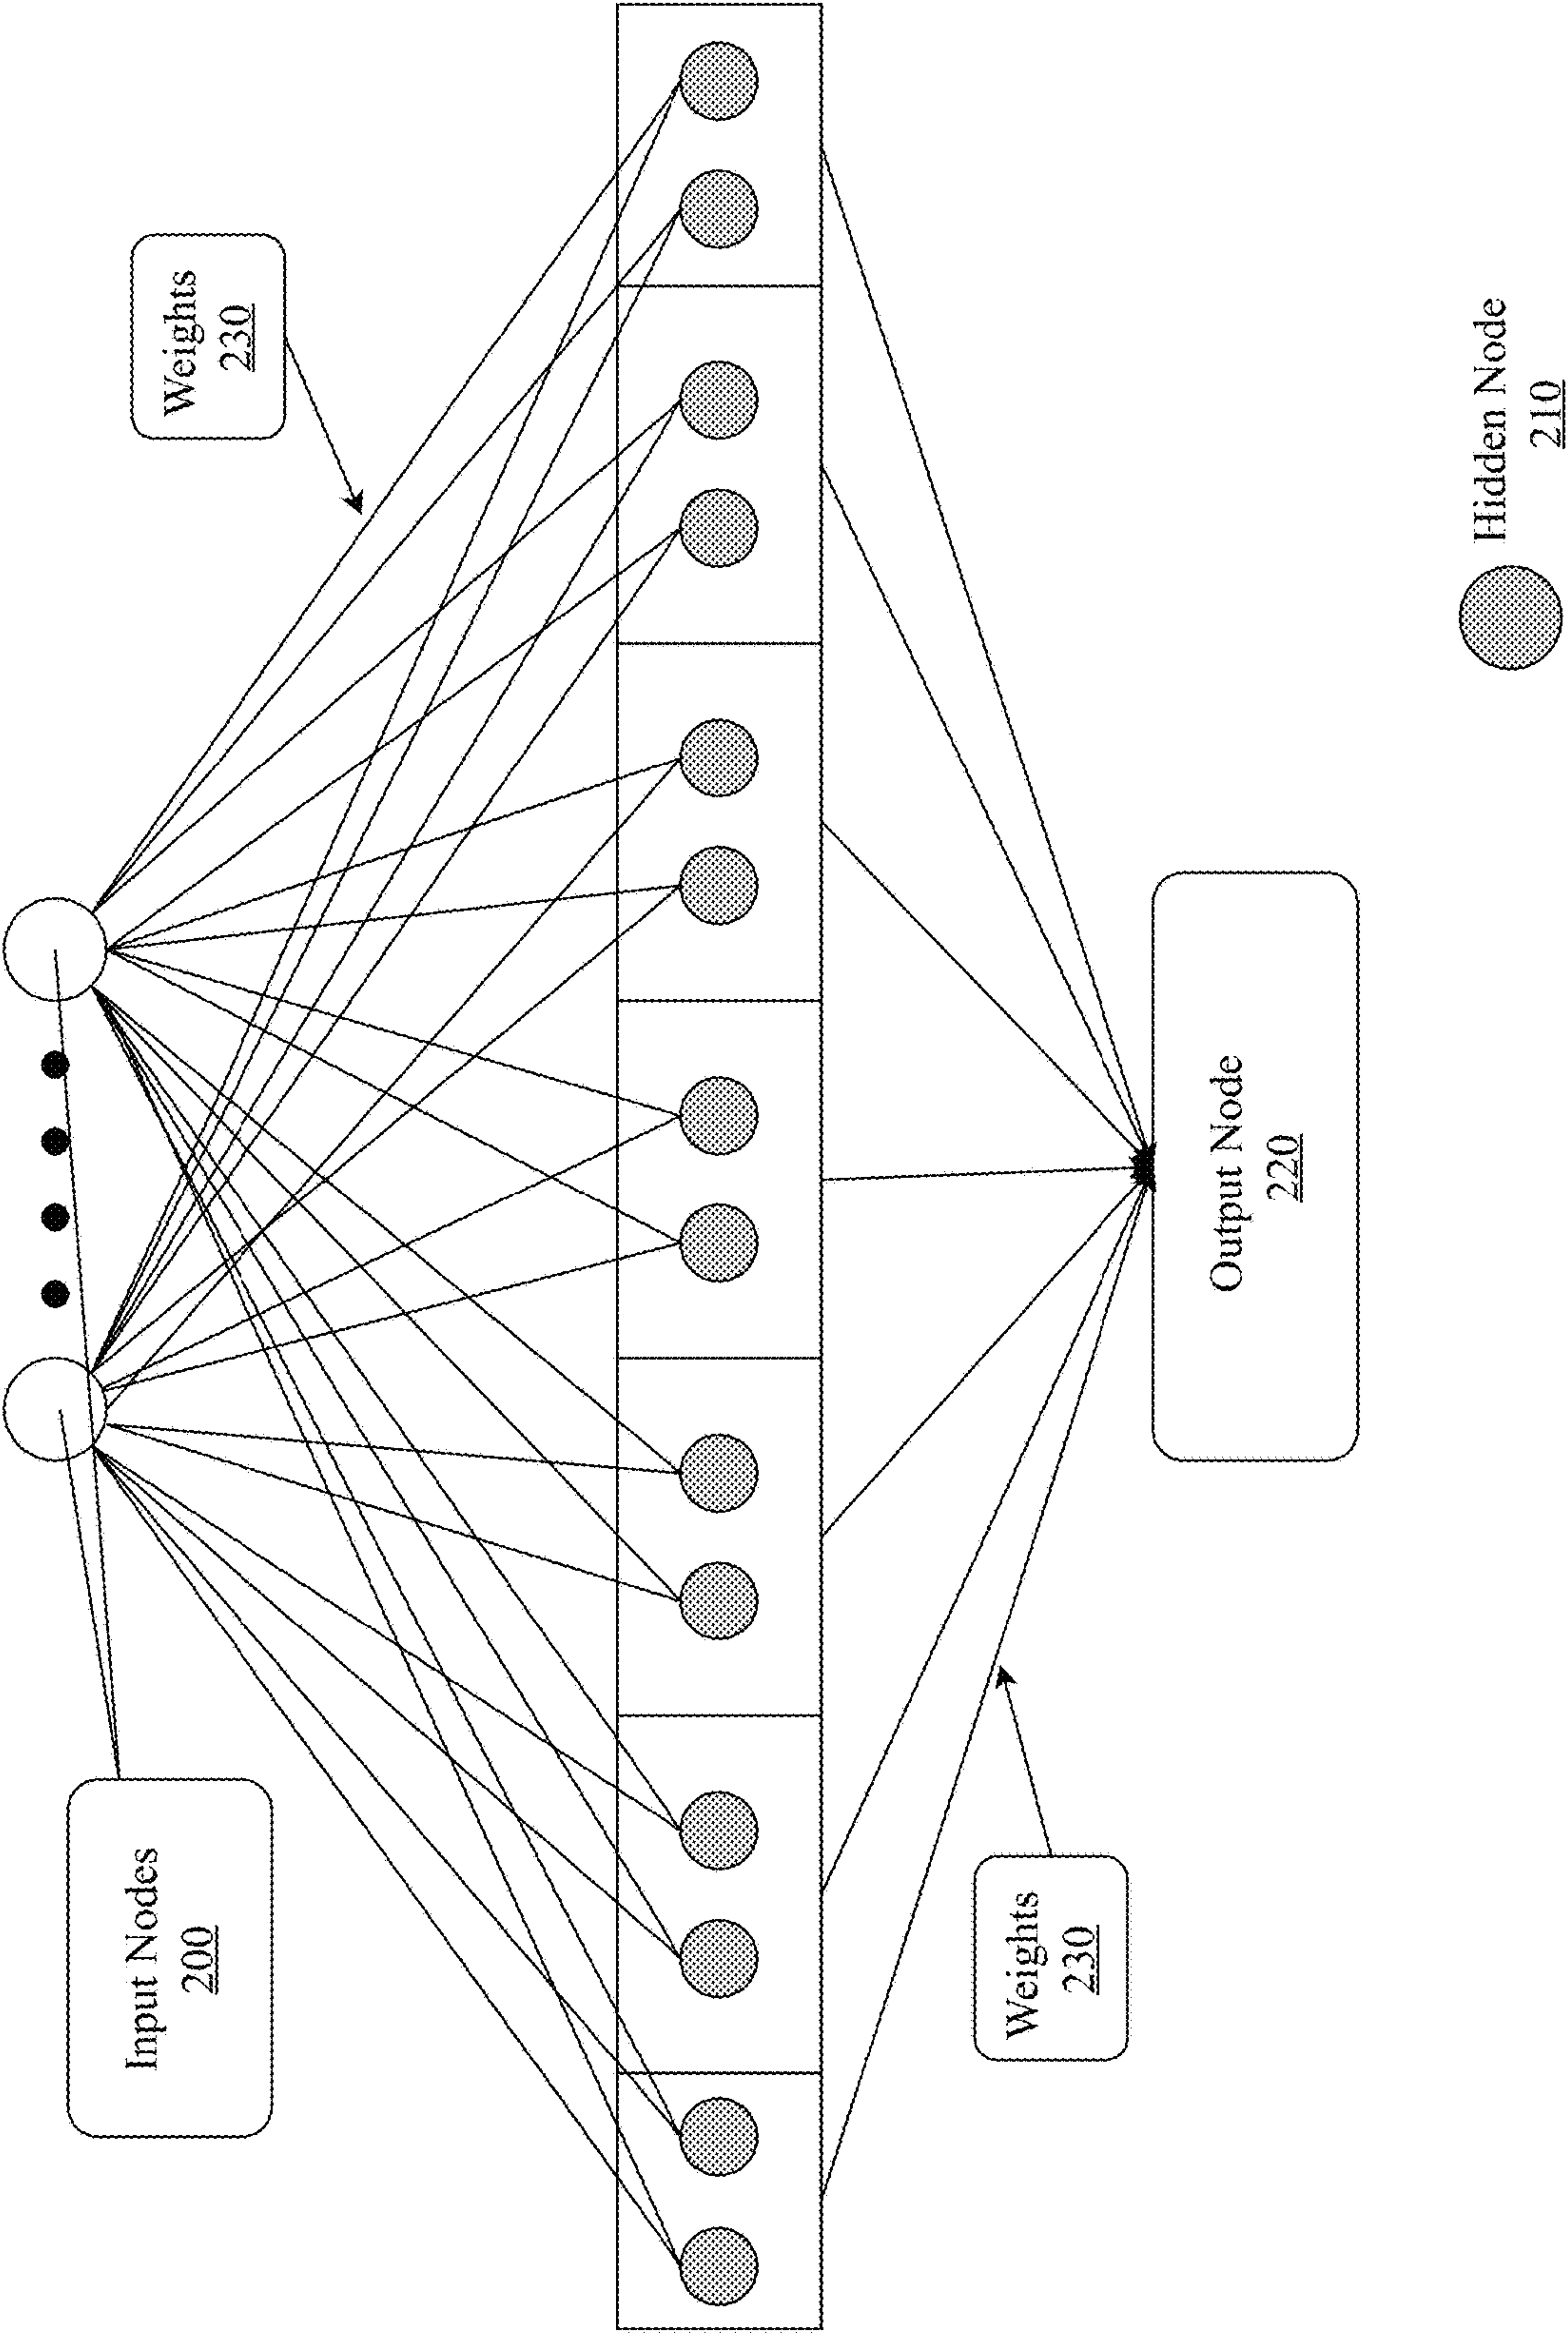 Input Nodes
200
Weights
230
Weights
230
Output Node
220
Hidden Node
210